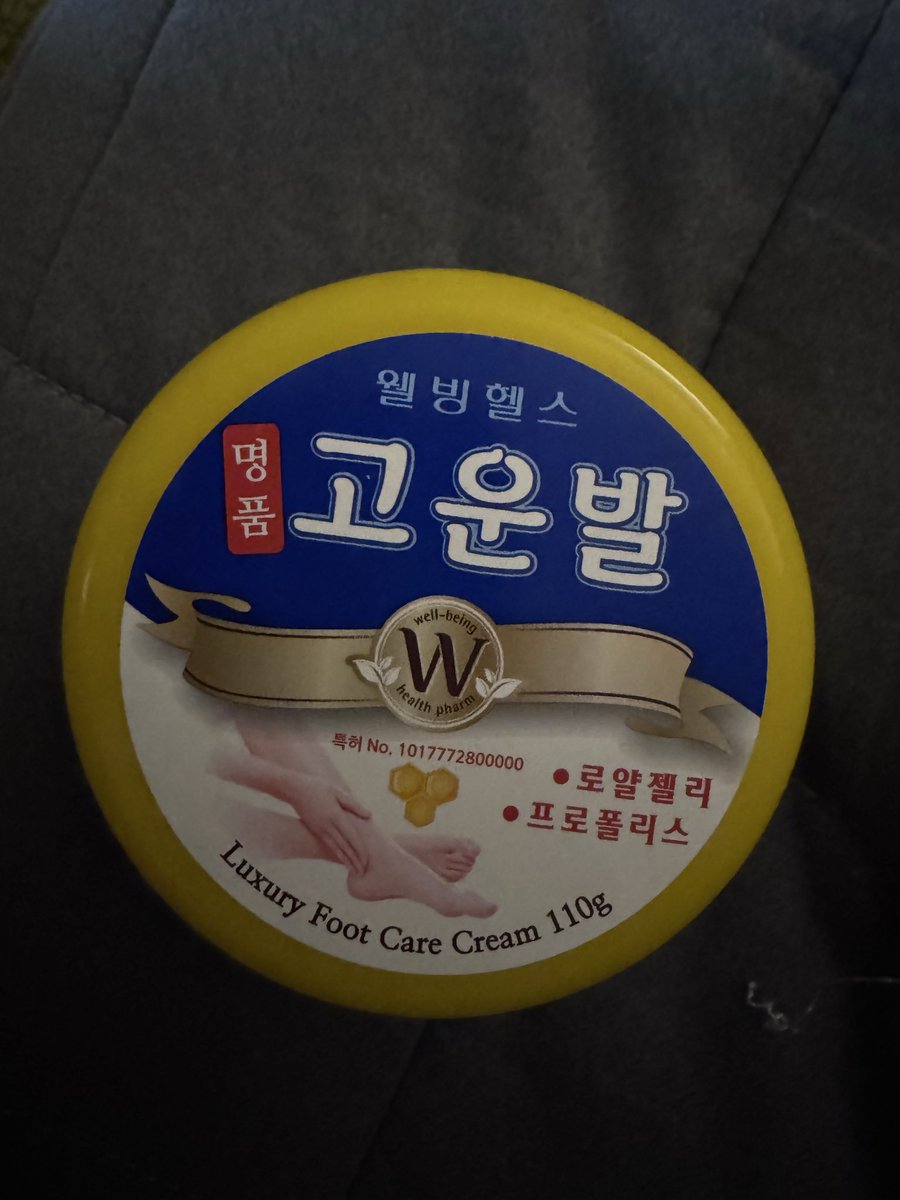 웰빙헬스
명품
고운발
well-being
W
health pharm
특허 No. 1017772800000
•로얄젤리
•프로폴리스
Luxury Foot Care Cream 110g